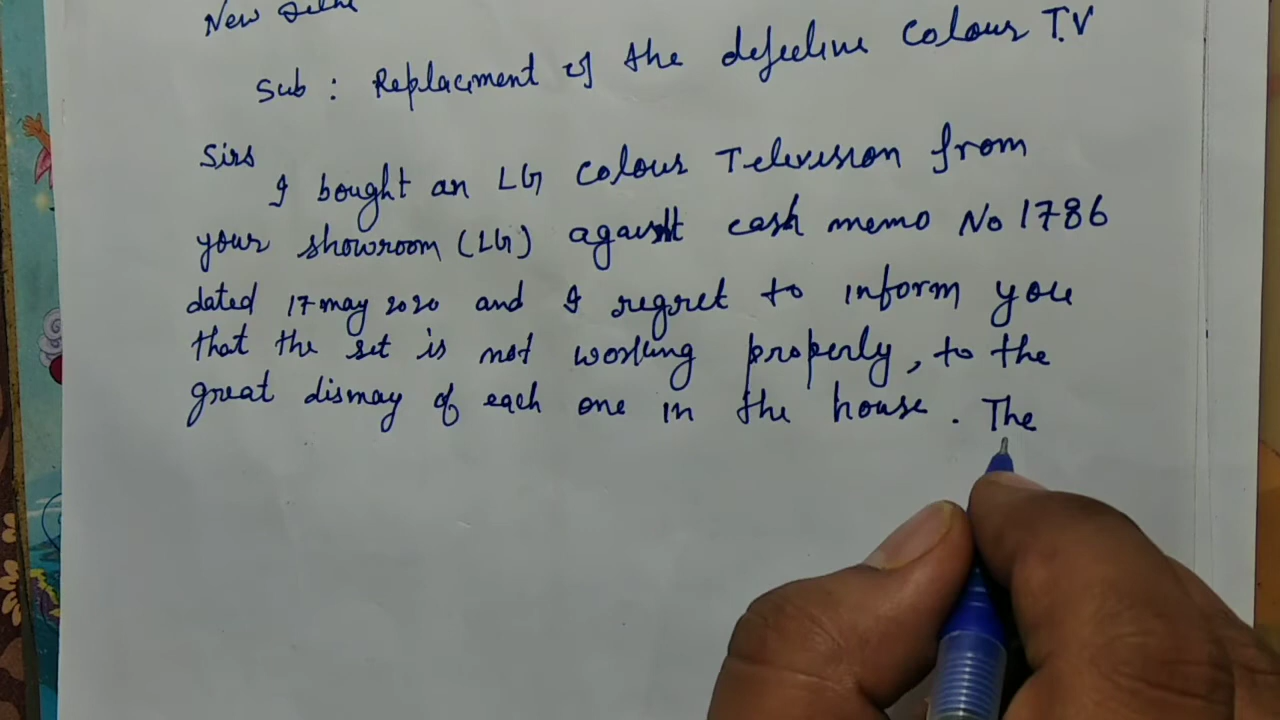 New Delhi
Sub : Replacement of the defective Colour T.V
Sirs
I bought an LG Colour Television from
your showroom (LG) against cash memo No 1786
dated 17 may 2020 and I regret to inform you
that the set is not working properly, to the
great dismay of each one in the house . The